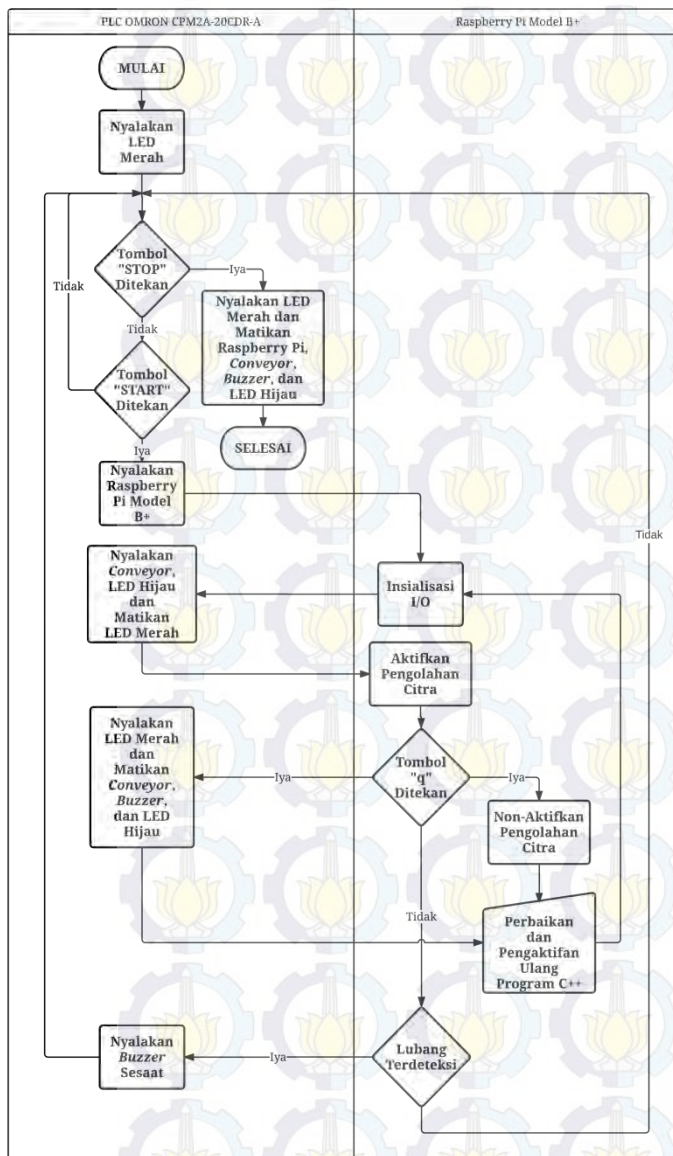 PLC OMRON CPM2A-20CDR-A
Raspberry Pi Model B+
MULAI
Nyalakan
LED
Merah
Tombol
"STOP"
Ditekan
Iya
Tidak
Tidak
Nyalakan LED
Merah dan
Matikan
Raspberry Pi,
Conveyor,
Buzzer, dan
LED Hijau
Tombol
"START"
Ditekan
SELESAI
Iya
Nyalakan
Raspberry
Pi Model
B+
Tidak
Nyalakan
Conveyor,
LED Hijau
dan
Matikan
LED Merah
Insialisasi
I/O
Aktifkan
Pengolahan
Citra
Nyalakan
LED Merah
dan
Matikan
Conveyor,
Buzzer,
dan LED
Hijau
Iya
Tombol
"q"
Ditekan
Iya
Non-Aktifkan
Pengolahan
Citra
Tidak
Perbaikan
dan
Pengaktifan
Ulang
Program C++
Nyalakan
Buzzer
Sesaat
Iya
Lubang
Terdeteksi